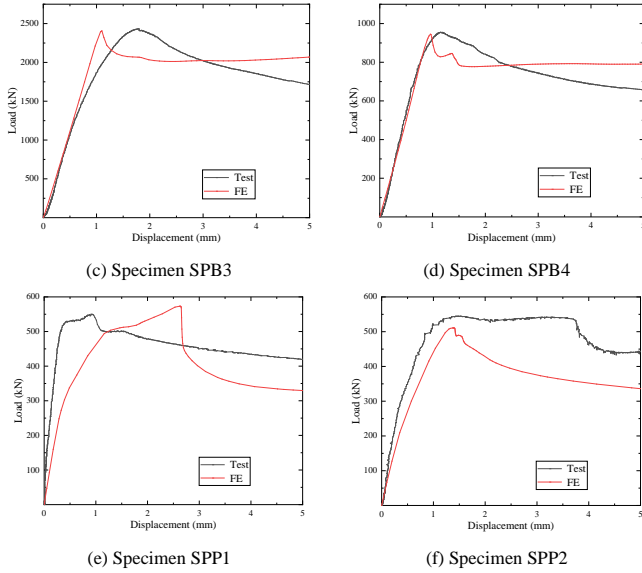 2500
2000
1500
1000
500
0
Load (kN)
Test
FE
0 1 2 3 4 5
Displacement (mm)
(c) Specimen SPB3
1000
800
600
400
200
0
Load (kN)
Test
FE
0 1 2 3 4 5
Displacement (mm)
(d) Specimen SPB4
600
500
400
300
200
100
Load (kN)
Test
FE
0 1 2 3 4 5
Displacement (mm)
(e) Specimen SPP1
600
500
400
300
200
100
Load (kN)
Test
FE
0 1 2 3 4 5
Displacement (mm)
(f) Specimen SPP2